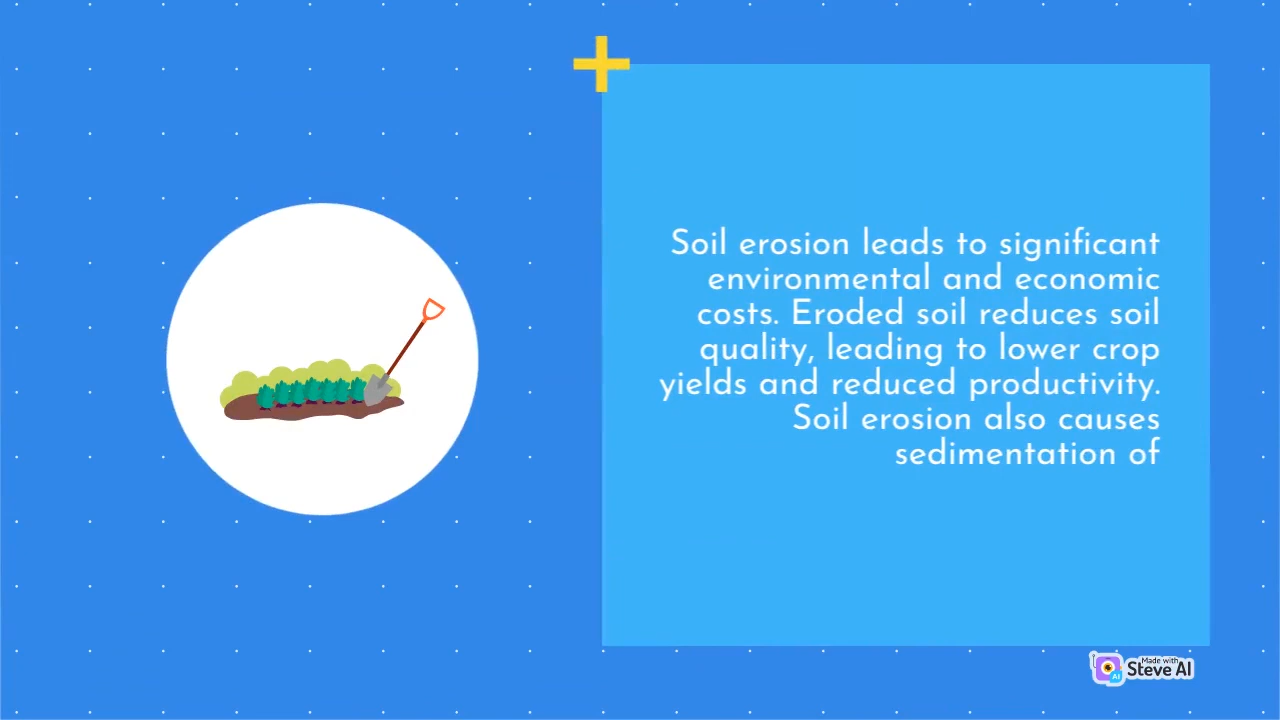 Soil erosion leads to significant
environmental and economic
costs. Eroded soil reduces soil
quality, leading to lower crop
yields and reduced productivity.
Soil erosion also causes
sedimentation of
Made with
Steve AI
AI